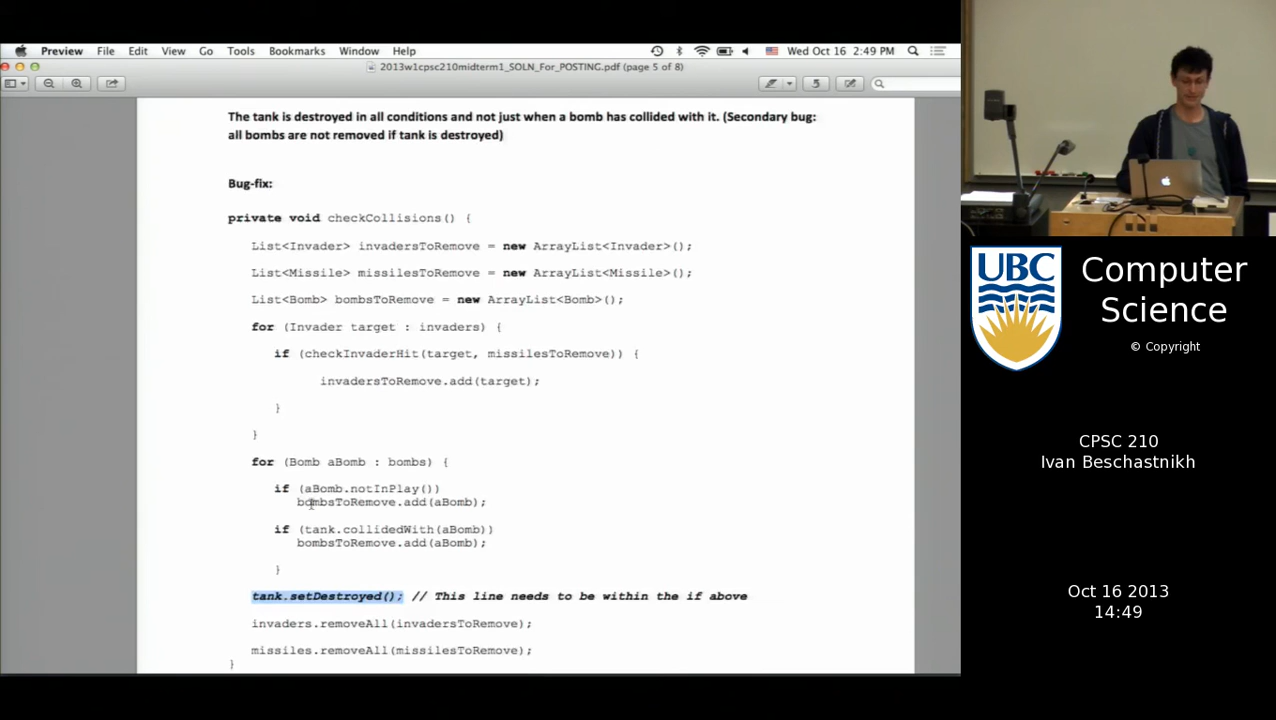 Preview File Edit View Go Tools Bookmarks Window Help Wed Oct 16 2:49 PM
2013w1cpsc210midterm1_SOLN_For_POSTING.pdf (page 5 of 8)
The tank is destroyed in all conditions and not just when a bomb has collided with it. (Secondary bug:
all bombs are not removed if tank is destroyed)
Bug-fix:
private void checkCollisions() {
List<Invader> invadersToRemove = new ArrayList<Invader>();
List<Missile> missilesToRemove = new ArrayList<Missile>();
List<Bomb> bombsToRemove = new ArrayList<Bomb>();
for (Invader target : invaders) {
if (checkInvaderHit(target, missilesToRemove)) {
invadersToRemove.add(target);
}
}
for (Bomb aBomb : bombs) {
if (aBomb.notInPlay())
bombsToRemove.add(aBomb);
if (tank.collidedWith(aBomb))
bombsToRemove.add(aBomb);
}
tank.setDestroyed(); // This line needs to be within the if above
invaders.removeAll(invadersToRemove);
missiles.removeAll(missilesToRemove);
}
UBC
Computer
Science
© Copyright
CPSC 210
Ivan Beschastnikh
Oct 16 2013
14:49